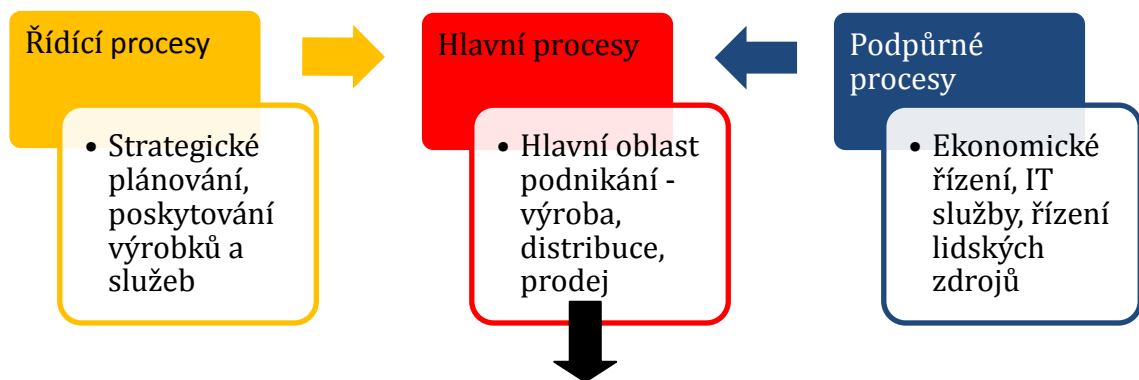 Řídící procesy
• Strategické
plánování,
poskytování
výrobků a
služeb
Hlavní procesy
• Hlavní oblast
podnikání -
výroba,
distribuce,
prodej
Podpůrné
procesy
• Ekonomické
řízení, IT
služby, řízení
lidských
zdrojů